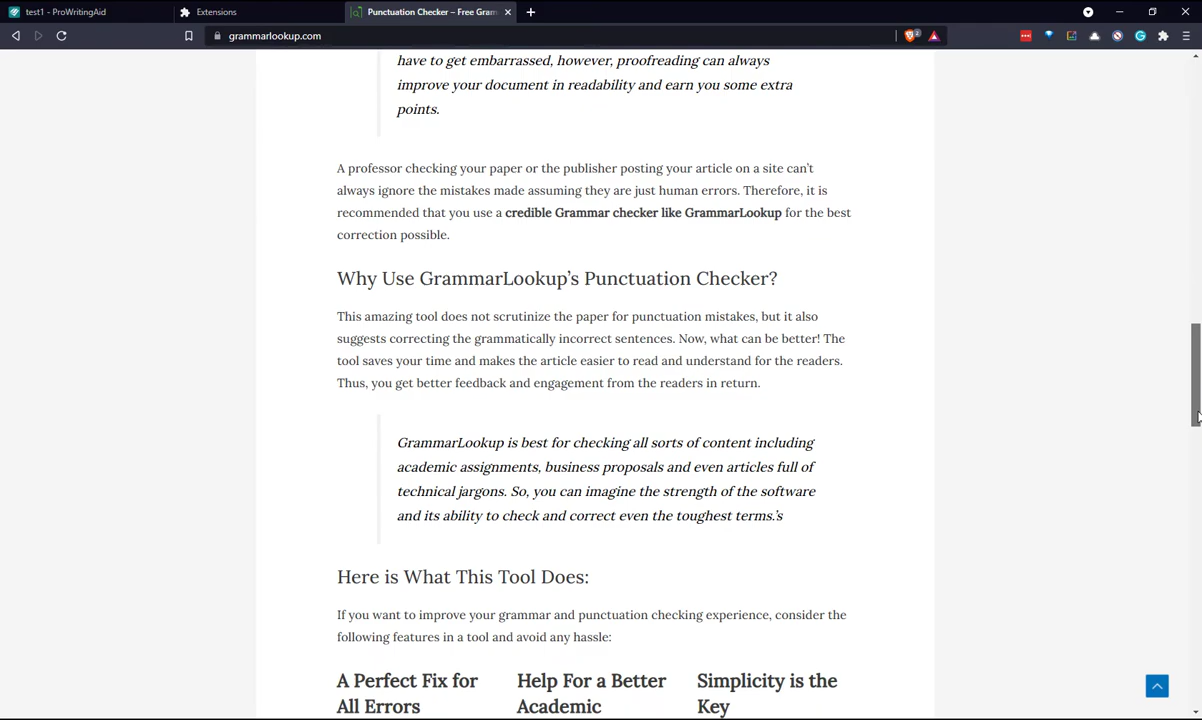 test1 - ProWritingAid
Extensions
Punctuation Checker – Free Gram
grammarlookup.com
2
have to get embarrassed, however, proofreading can always
improve your document in readability and earn you some extra
points.
A professor checking your paper or the publisher posting your article on a site can't
always ignore the mistakes made assuming they are just human errors. Therefore, it is
recommended that you use a credible Grammar checker like GrammarLookup for the best
correction possible.
Why Use GrammarLookup's Punctuation Checker?
This amazing tool does not scrutinize the paper for punctuation mistakes, but it also
suggests correcting the grammatically incorrect sentences. Now, what can be better! The
tool saves your time and makes the article easier to read and understand for the readers.
Thus, you get better feedback and engagement from the readers in return.
GrammarLookup is best for checking all sorts of content including
academic assignments, business proposals and even articles full of
technical jargons. So, you can imagine the strength of the software
and its ability to check and correct even the toughest terms.'s
Here is What This Tool Does:
If you want to improve your grammar and punctuation checking experience, consider the
following features in a tool and avoid any hassle:
A Perfect Fix for
All Errors
Help For a Better
Academic
Simplicity is the
Key